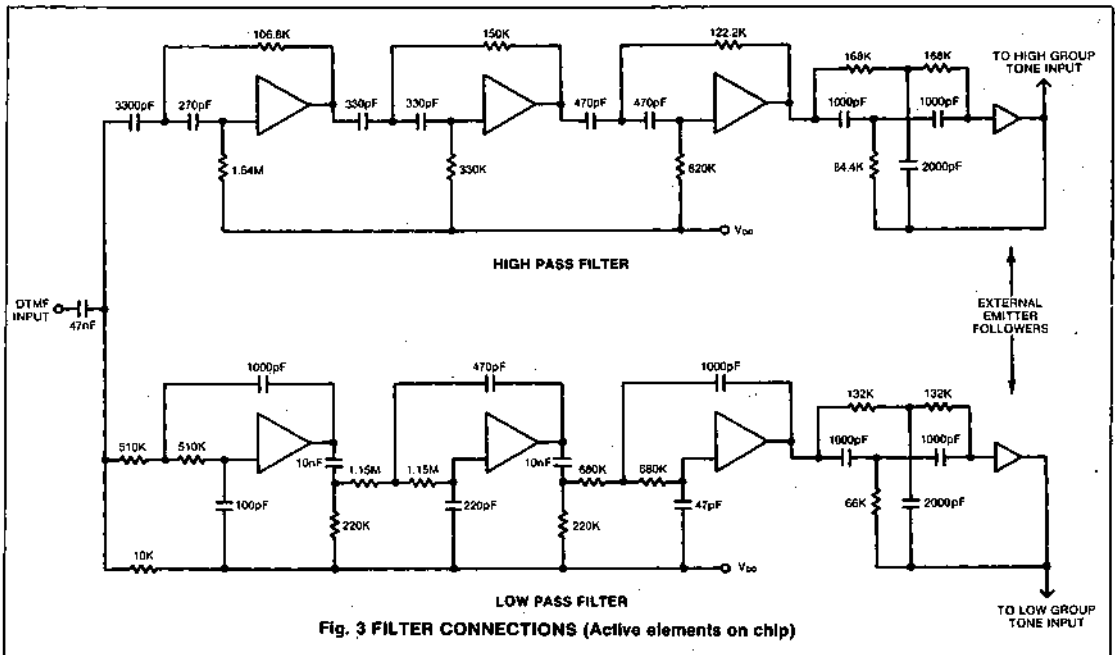 106.8K
150K
122.2K
168K
168K
TO HIGH GROUP
TONE INPUT
3300pF
270pF
330pF
330pF
470pF
470pF
1000pF
1000pF
1.64M
330K
620K
84.4K
2000pF
VDD
HIGH PASS FILTER
DTMF
INPUT
47nF
EXTERNAL
EMITTER
FOLLOWERS
1000pF
470pF
1000pF
132K
132K
510K
510K
10nF
1.15M
1.15M
10nF
680K
680K
1000pF
1000pF
100pF
220K
220pF
220K
47pF
66K
2000pF
10K
VDD
LOW PASS FILTER
TO LOW GROUP
TONE INPUT
Fig. 3 FILTER CONNECTIONS (Active elements on chip)